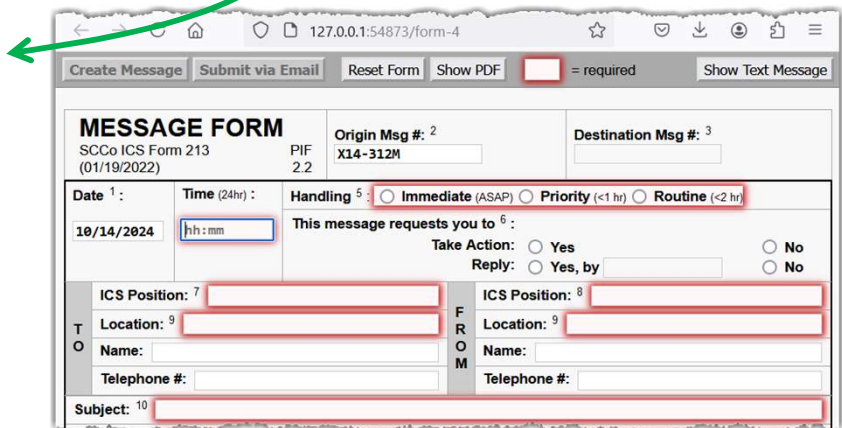 127.0.0.1:54873/form-4
Create Message Submit via Email Reset Form Show PDF = required Show Text Message
MESSAGE FORM
SCCo ICS Form 213 PIF
(01/19/2022) 2.2
Origin Msg #: 2
X14-312M
Destination Msg #: 3
Date 1 : Time (24hr) : Handling 5 : Immediate (ASAP) Priority (<1 hr) Routine (<2 hr)
10/14/2024 hh:mm
This message requests you to 6 :
Take Action: Yes No
Reply: Yes, by No
TO
ICS Position: 7
Location: 9
Name:
Telephone #:
FROM
ICS Position: 8
Location: 9
Name:
Telephone #:
Subject: 10